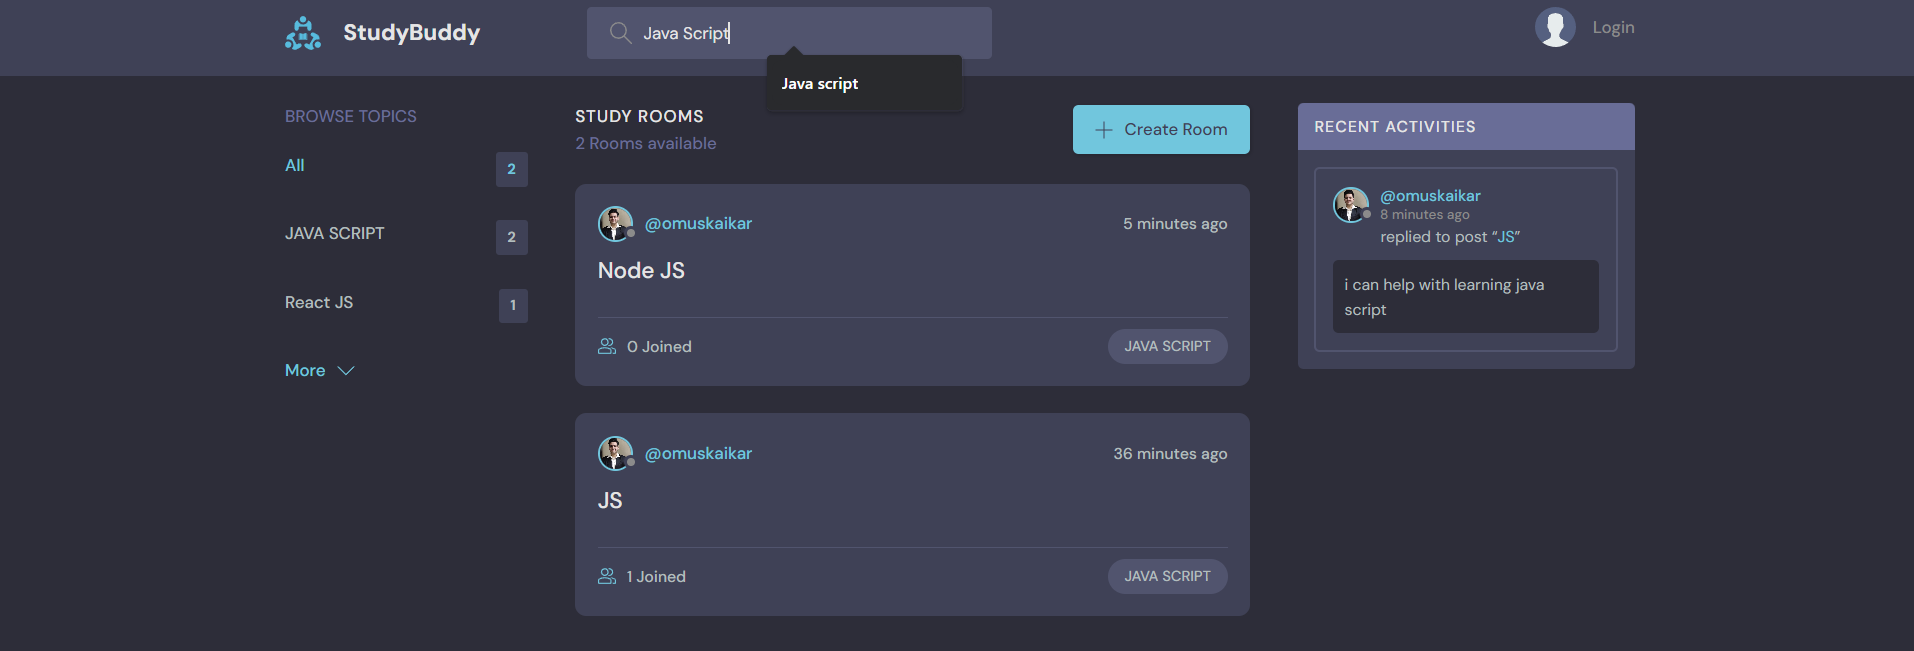 StudyBuddy
Java Script
Login
Java script
BROWSE TOPICS
All
2
JAVA SCRIPT
2
React JS
1
More
STUDY ROOMS
2 Rooms available
Create Room
@omuskaikar
5 minutes ago
Node JS
0 Joined
JAVA SCRIPT
@omuskaikar
36 minutes ago
JS
1 Joined
JAVA SCRIPT
RECENT ACTIVITIES
@omuskaikar
8 minutes ago
replied to post “JS”
i can help with learning java
script